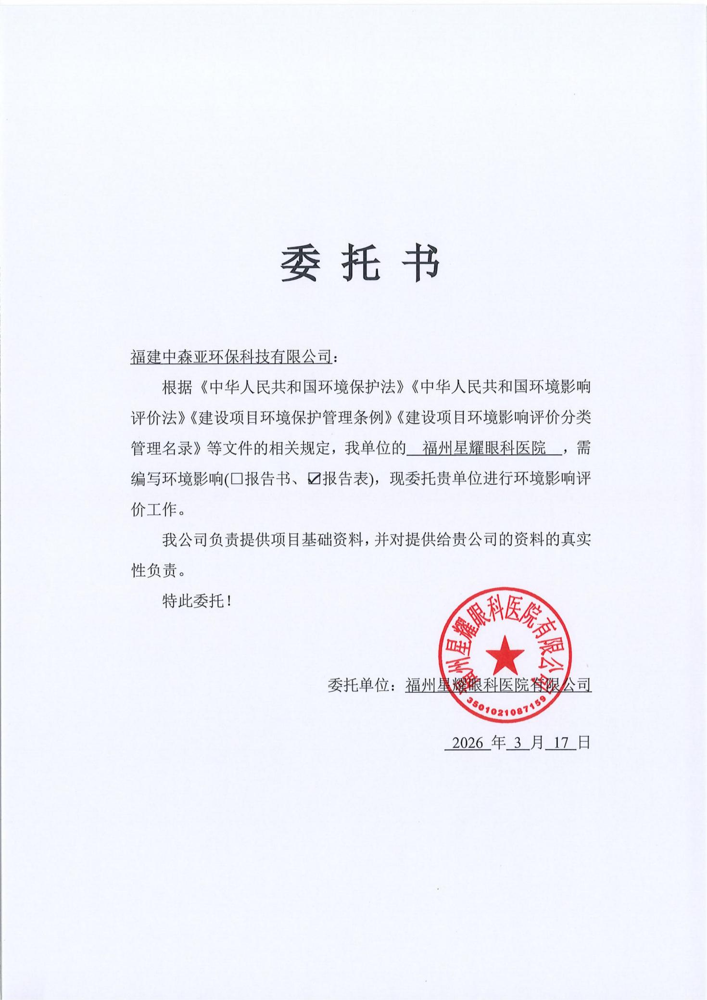 委托书
福建中森亚环保科技有限公司：
根据《中华人民共和国环境保护法》《中华人民共和国环境影响
评价法》《建设项目环境保护管理条例》《建设项目环境影响评价分类
管理名录》等文件的相关规定，我单位的 福州星耀眼科医院 ，需
编写环境影响(□报告书、☑报告表)，现委托贵单位进行环境影响评
价工作。
我公司负责提供项目基础资料，并对提供给贵公司的资料的真实
性负责。
特此委托！
福州星耀眼科医院有限公司
委托单位：福州星耀眼科医院有限公司
3501021087159
2026 年 3 月 17 日